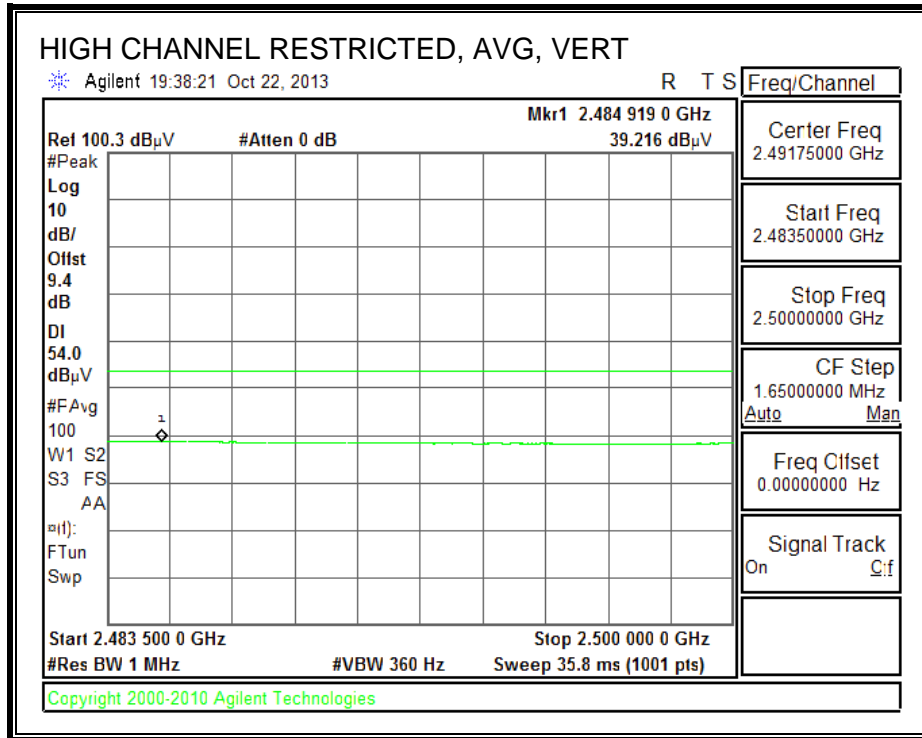 HIGH CHANNEL RESTRICTED, AVG, VERT
Agilent 19:38:21 Oct 22, 2013
R T S
Freq/Channel
Mkr1 2.484 919 0 GHz
Ref 100.3 dBµV
#Atten 0 dB
39.216 dBµV
#Peak
Log
10
dB/
Offst
9.4
dB
DI
54.0
dBµV
#FAvg
100
W1 S2
S3 FS
AA
¤(f):
FTun
Swp
1
Start 2.483 500 0 GHz
Stop 2.500 000 0 GHz
#Res BW 1 MHz
#VBW 360 Hz
Sweep 35.8 ms (1001 pts)
Center Freq
2.49175000 GHz
Start Freq
2.48350000 GHz
Stop Freq
2.50000000 GHz
CF Step
1.65000000 MHz
Auto Man
Freq Offset
0.00000000 Hz
Signal Track
On Off
Copyright 2000-2010 Agilent Technologies